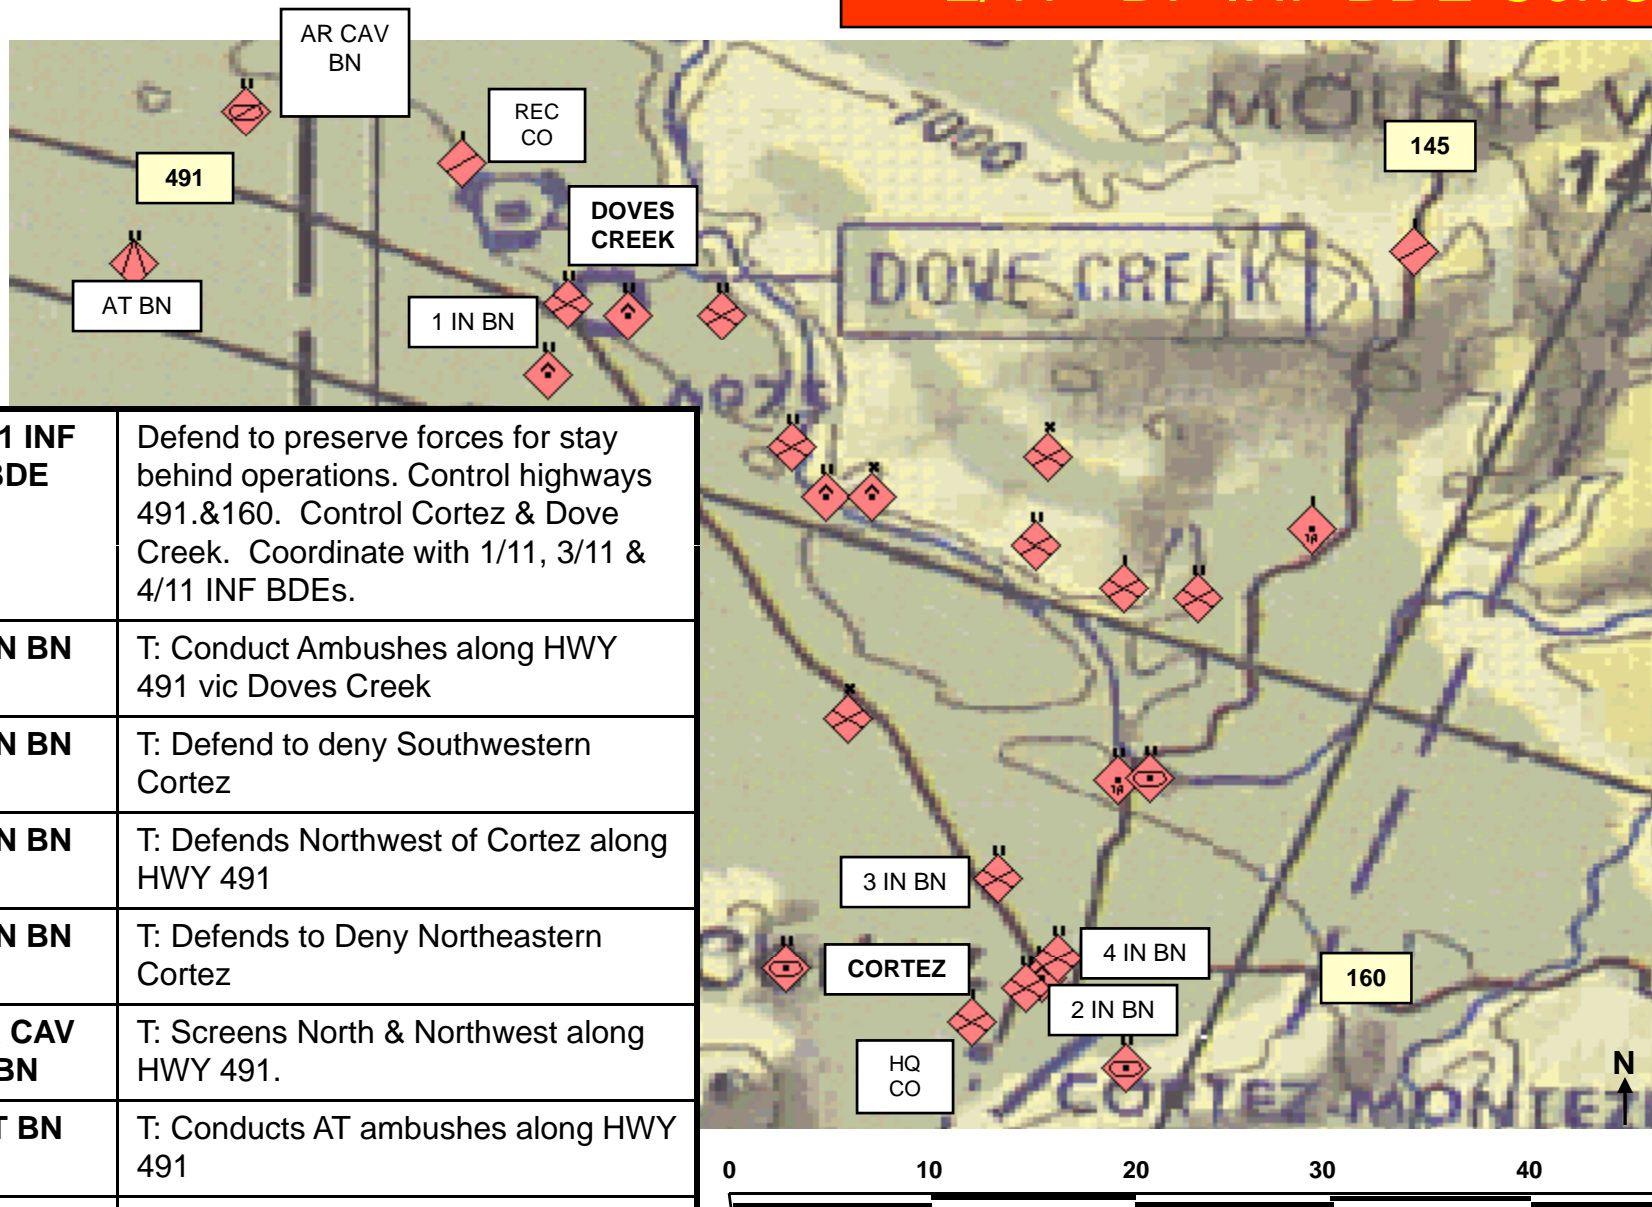 AR CAV
BN
REC
CO
491
145
7000
DOVES
CREEK
DOVE CREEK
AT BN
1 IN BN
1 INF
BDE
Defend to preserve forces for stay
behind operations. Control highways
491.&160.  Control Cortez & Dove
Creek.  Coordinate with 1/11, 3/11 &
4/11 INF BDEs.
N BN
T: Conduct Ambushes along HWY
491 vic Doves Creek
N BN
T: Defend to deny Southwestern
Cortez
N BN
T: Defends Northwest of Cortez along
HWY 491
N BN
T: Defends to Deny Northeastern
Cortez
CAV
BN
T: Screens North & Northwest along
HWY 491.
T BN
T: Conducts AT ambushes along HWY
491
3 IN BN
CORTEZ
4 IN BN
160
2 IN BN
HQ
CO
N
CORTEZ-MONTEZ
0 10 20 30 40